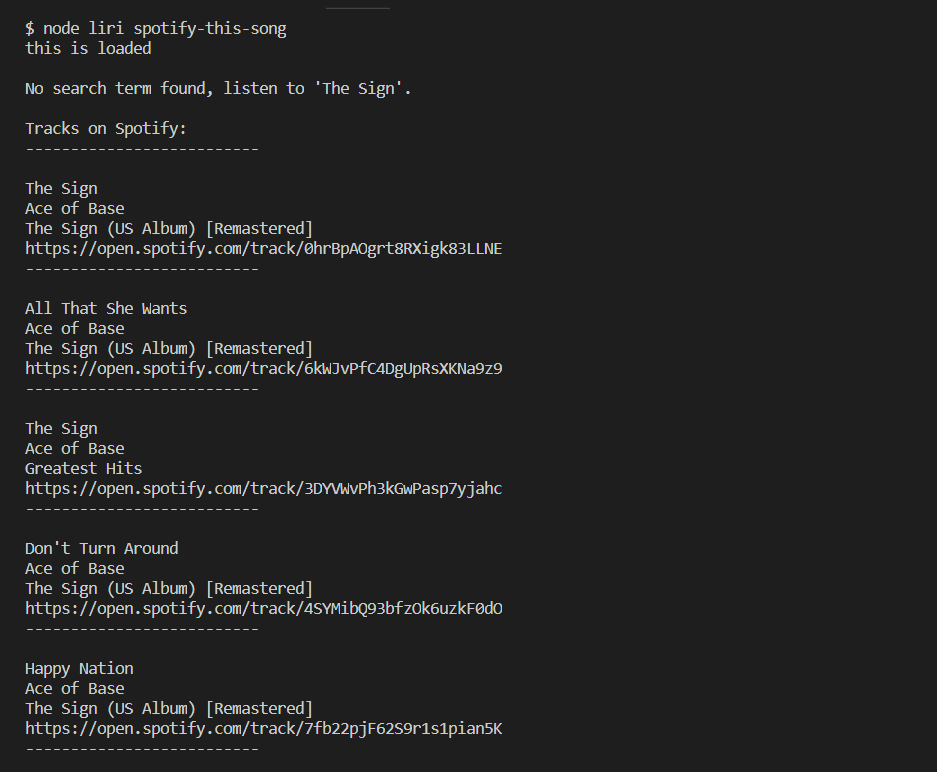 $ node liri spotify-this-song
this is loaded
No search term found, listen to 'The Sign'.
Tracks on Spotify:
--------------------------
The Sign
Ace of Base
The Sign (US Album) [Remastered]
https://open.spotify.com/track/0hrBpAOgrt8RXigk83LLNE
--------------------------
All That She Wants
Ace of Base
The Sign (US Album) [Remastered]
https://open.spotify.com/track/6kWJvPfC4DgUpRsXKNa9z9
--------------------------
The Sign
Ace of Base
Greatest Hits
https://open.spotify.com/track/3DYVWvPh3kGwPasp7yjahc
--------------------------
Don't Turn Around
Ace of Base
The Sign (US Album) [Remastered]
https://open.spotify.com/track/4SYMibQ93bfzOk6uzkF0dO
--------------------------
Happy Nation
Ace of Base
The Sign (US Album) [Remastered]
https://open.spotify.com/track/7fb22pjF62S9r1s1pian5K
--------------------------